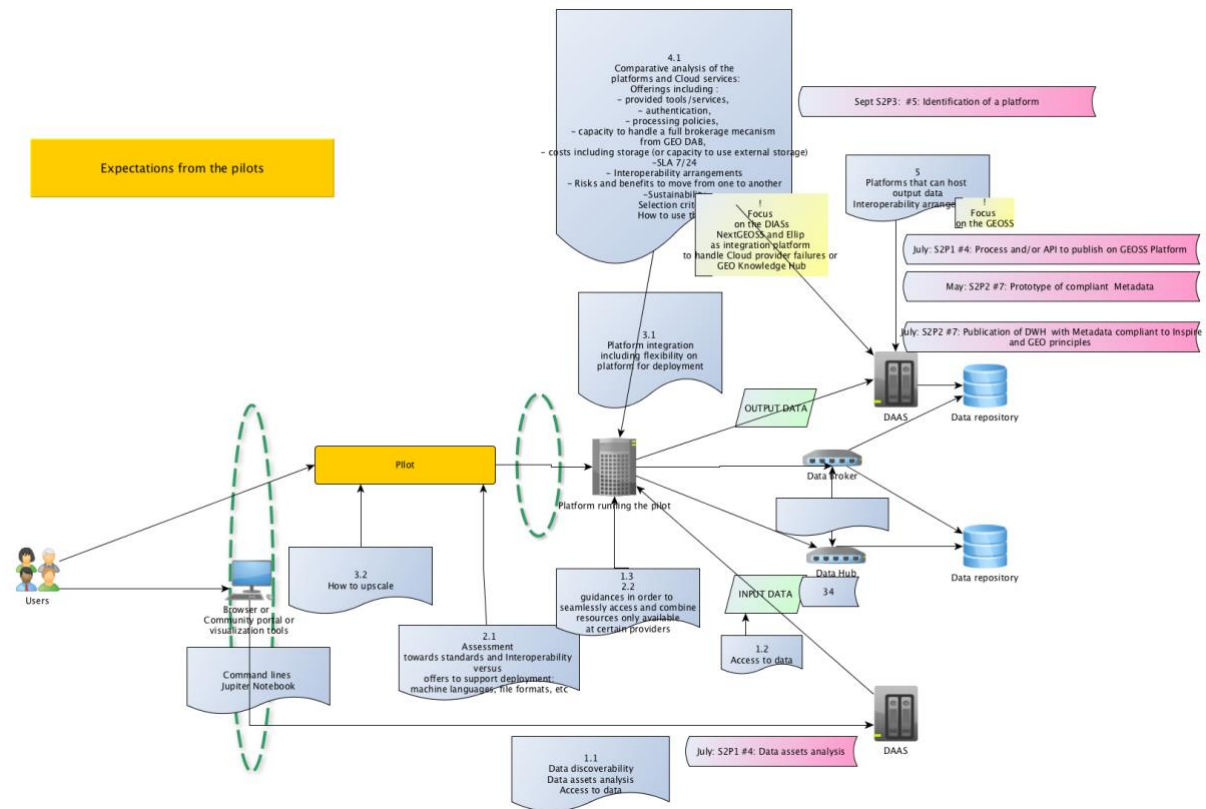 4.1
Comparative analysis of the
platforms and Cloud services:
Offerings including :
- provided tools/services,
- authentication,
- processing policies,
- capacity to handle a full brokerage mecanism
from GEO DAB,
- costs including storage (or capacity to use external storage)
-SLA 7/24
- Interoperability arrangements
- Risks and benefits to move from one to another
-Sustainability
Selection
How to use
Sept S2P3: #5: Identification of a platform
Expectations from the pilots
5
Platforms that can host
output data
Interoperability
!
Focus
on the GEOSS
!
Focus
on the DIASs
NextGEOSS and Ellip
as integration platform
to handle Cloud provider failures or
GEO Knowledge Hub
July: S2P1 #4: Process and/or API to publish on GEOSS Platform
May: S2P2 #7: Prototype of compliant Metadata
July: S2P2 #7: Publication of DWH with Metadata compliant to Inspire
and GEO principles
3.1
Platform integration
including flexibility on
platform for deployment
OUTPUT DATA
DAAS
Data repository
Pilot
Platform running the pilot
Data Broker
Users
Browser or
Community portal or
visualization tools
3.2
How to upscale
1.3
2.2
guidances in order to
seamlessly access and combine
resources only available
at certain providers
Data Hub
34
Data repository
INPUT DATA
1.2
Access to data
2.1
Assessment
towards standards and Interoperability
versus
offers to support deployment:
machine languages, file formats, etc
Command lines
Jupiter Notebook
DAAS
July: S2P1 #4: Data assets analysis
1.1
Data discoverability
Data assets analysis
Access to data